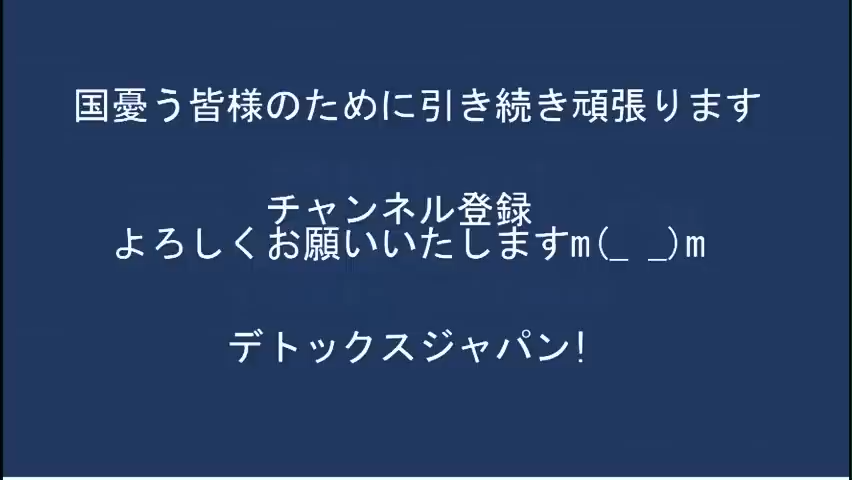 国憂う皆様のために引き続き頑張ります
チャンネル登録
よろしくお願いいたしますm(_ _)m
デトックスジャパン!